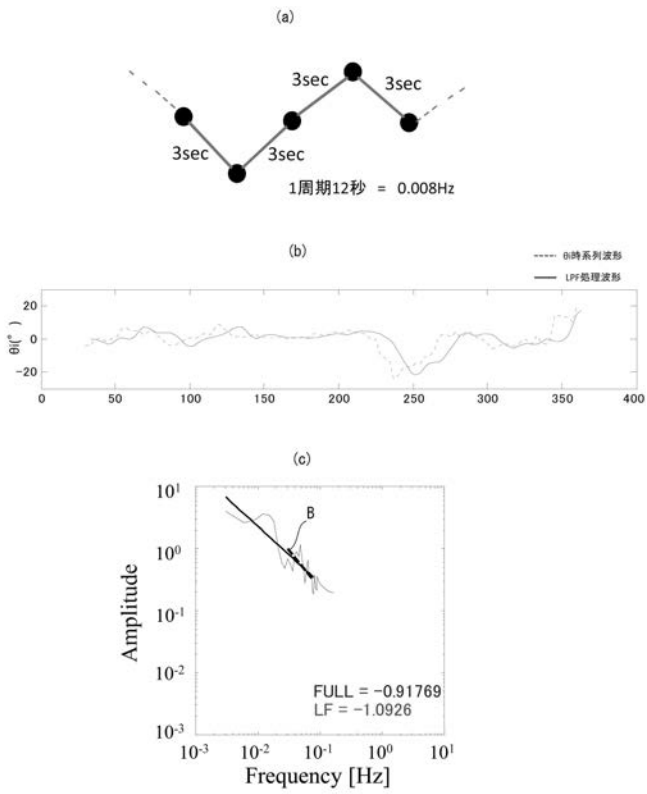 (a)
3sec
3sec
3sec
3sec
1周期12秒 = 0.008Hz
(b)
θi時系列波形
LPF処理波形
20
0
-20
θi(°)
0
50
100
150
200
250
300
350
400
(c)
B
10¹
10⁰
10⁻¹
10⁻²
10⁻³
Amplitude
FULL = -0.91769
LF = -1.0926
10⁻³
10⁻²
10⁻¹
10⁰
10¹
Frequency [Hz]